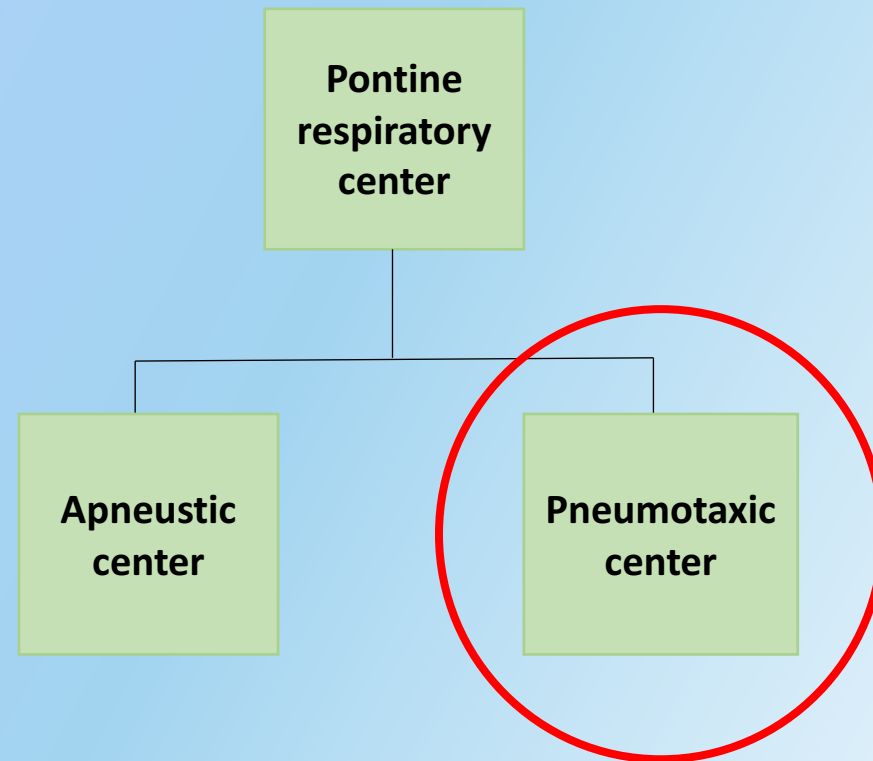 Pontine
respiratory
center
Apneustic
center
Pneumotaxic
center